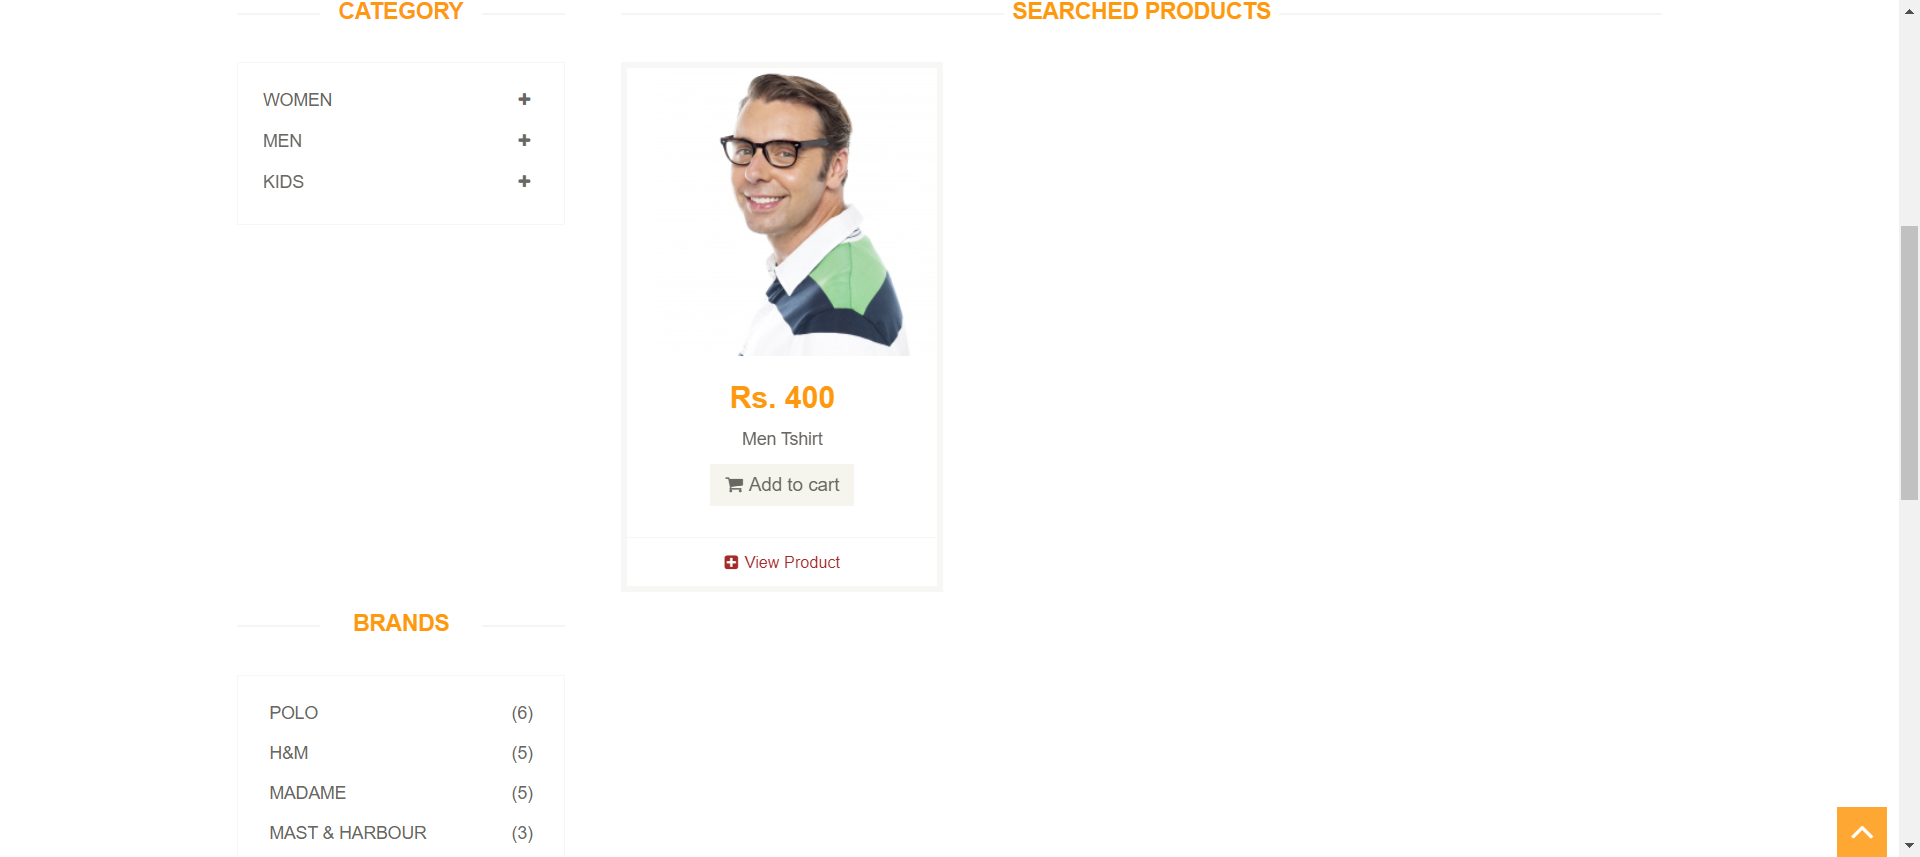 CATEGORY
WOMEN
MEN
KIDS
SEARCHED PRODUCTS
Rs. 400
Men Tshirt
Add to cart
View Product
BRANDS
POLO (6)
H&M (5)
MADAME (5)
MAST & HARBOUR (3)